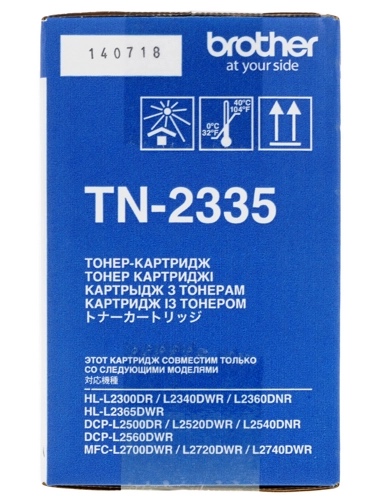 140718
brother
at your side
0°C
32°F
40°C
104°F
TN-2335
ТОНЕР-КАРТРИДЖ
ТОНЕР КАРТРИДЖІ
КАРТРЫДЖ З ТОНЕРАМ
КАРТРИДЖ ІЗ ТОНЕРОМ
トナーカートリッジ
ЭТОТ КАРТРИДЖ СОВМЕСТИМ ТОЛЬКО
СО СЛЕДУЮЩИМИ МОДЕЛЯМИ
対応機種
HL-L2300DR / L2340DWR / L2360DNR
HL-L2365DWR
DCP-L2500DR / L2520DWR / L2540DNR
DCP-L2560DWR
MFC-L2700DWR / L2720DWR / L2740DWR